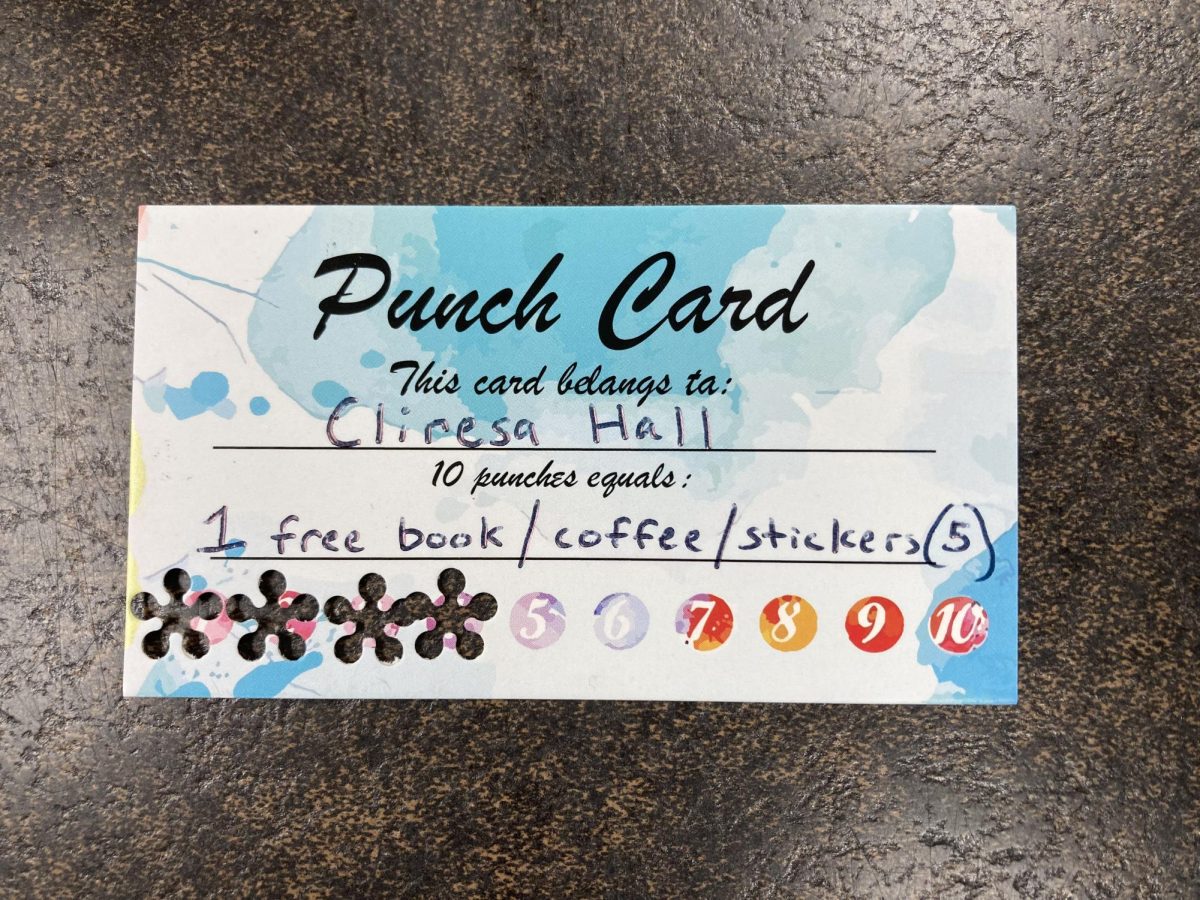 Punch Card
This card belongs to:
Cliresa Hall
10 punches equals:
1 free book/coffee/stickers(5)
5 6 7 8 9 10